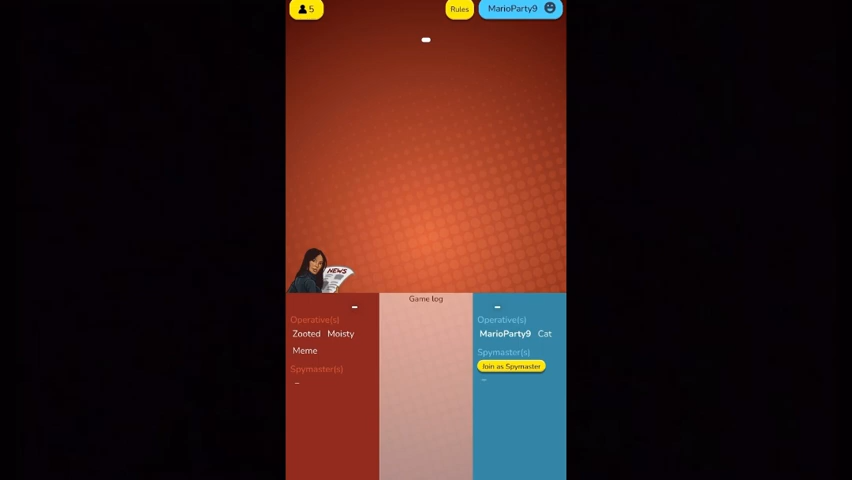 5
Rules
MarioParty9
NEWS
-
Game log
-
-
Operative(s)
Zooted Moisty
Meme
Spymaster(s)
-
Operative(s)
MarioParty9 Cat
Spymaster(s)
Join as Spymaster
-